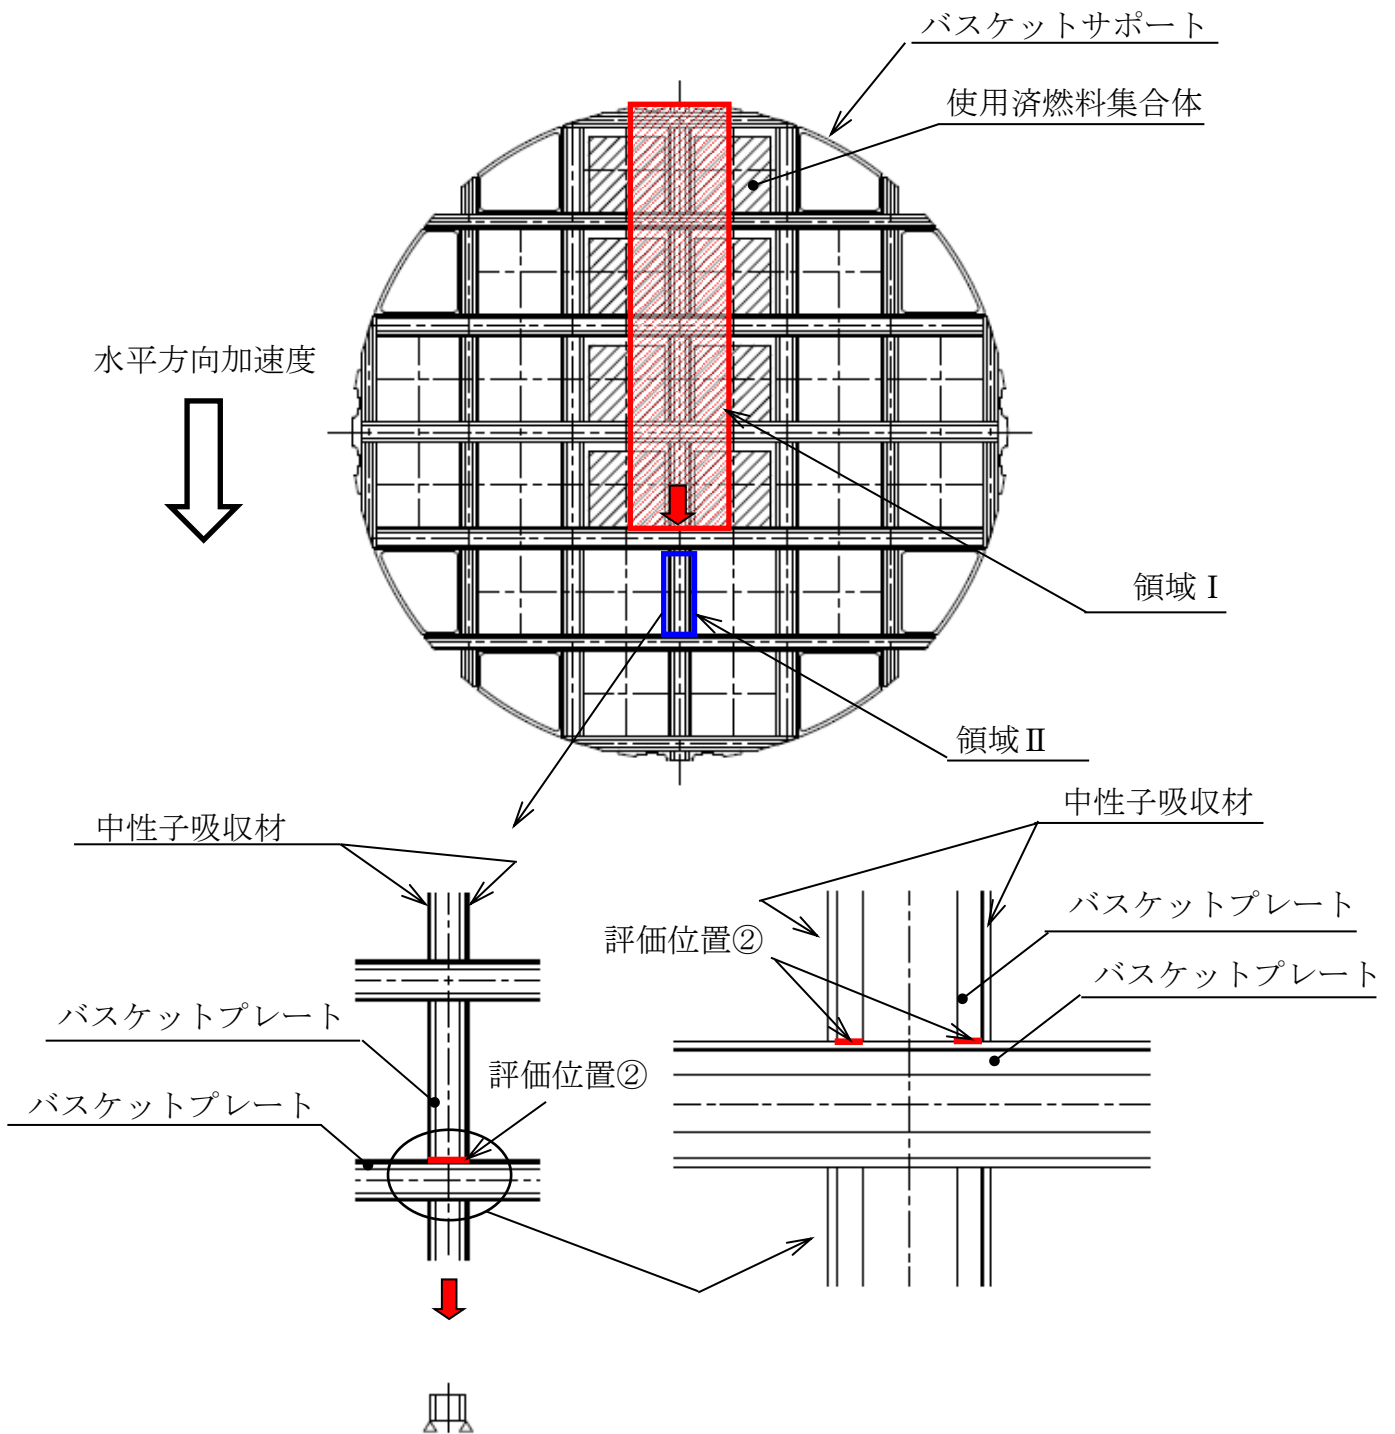 バスケットサポート
使用済燃料集合体
水平方向加速度
領域Ⅰ
領域Ⅱ
中性子吸収材
中性子吸収材
評価位置②
バスケットプレート
バスケットプレート
バスケットプレート
評価位置②
バスケットプレート